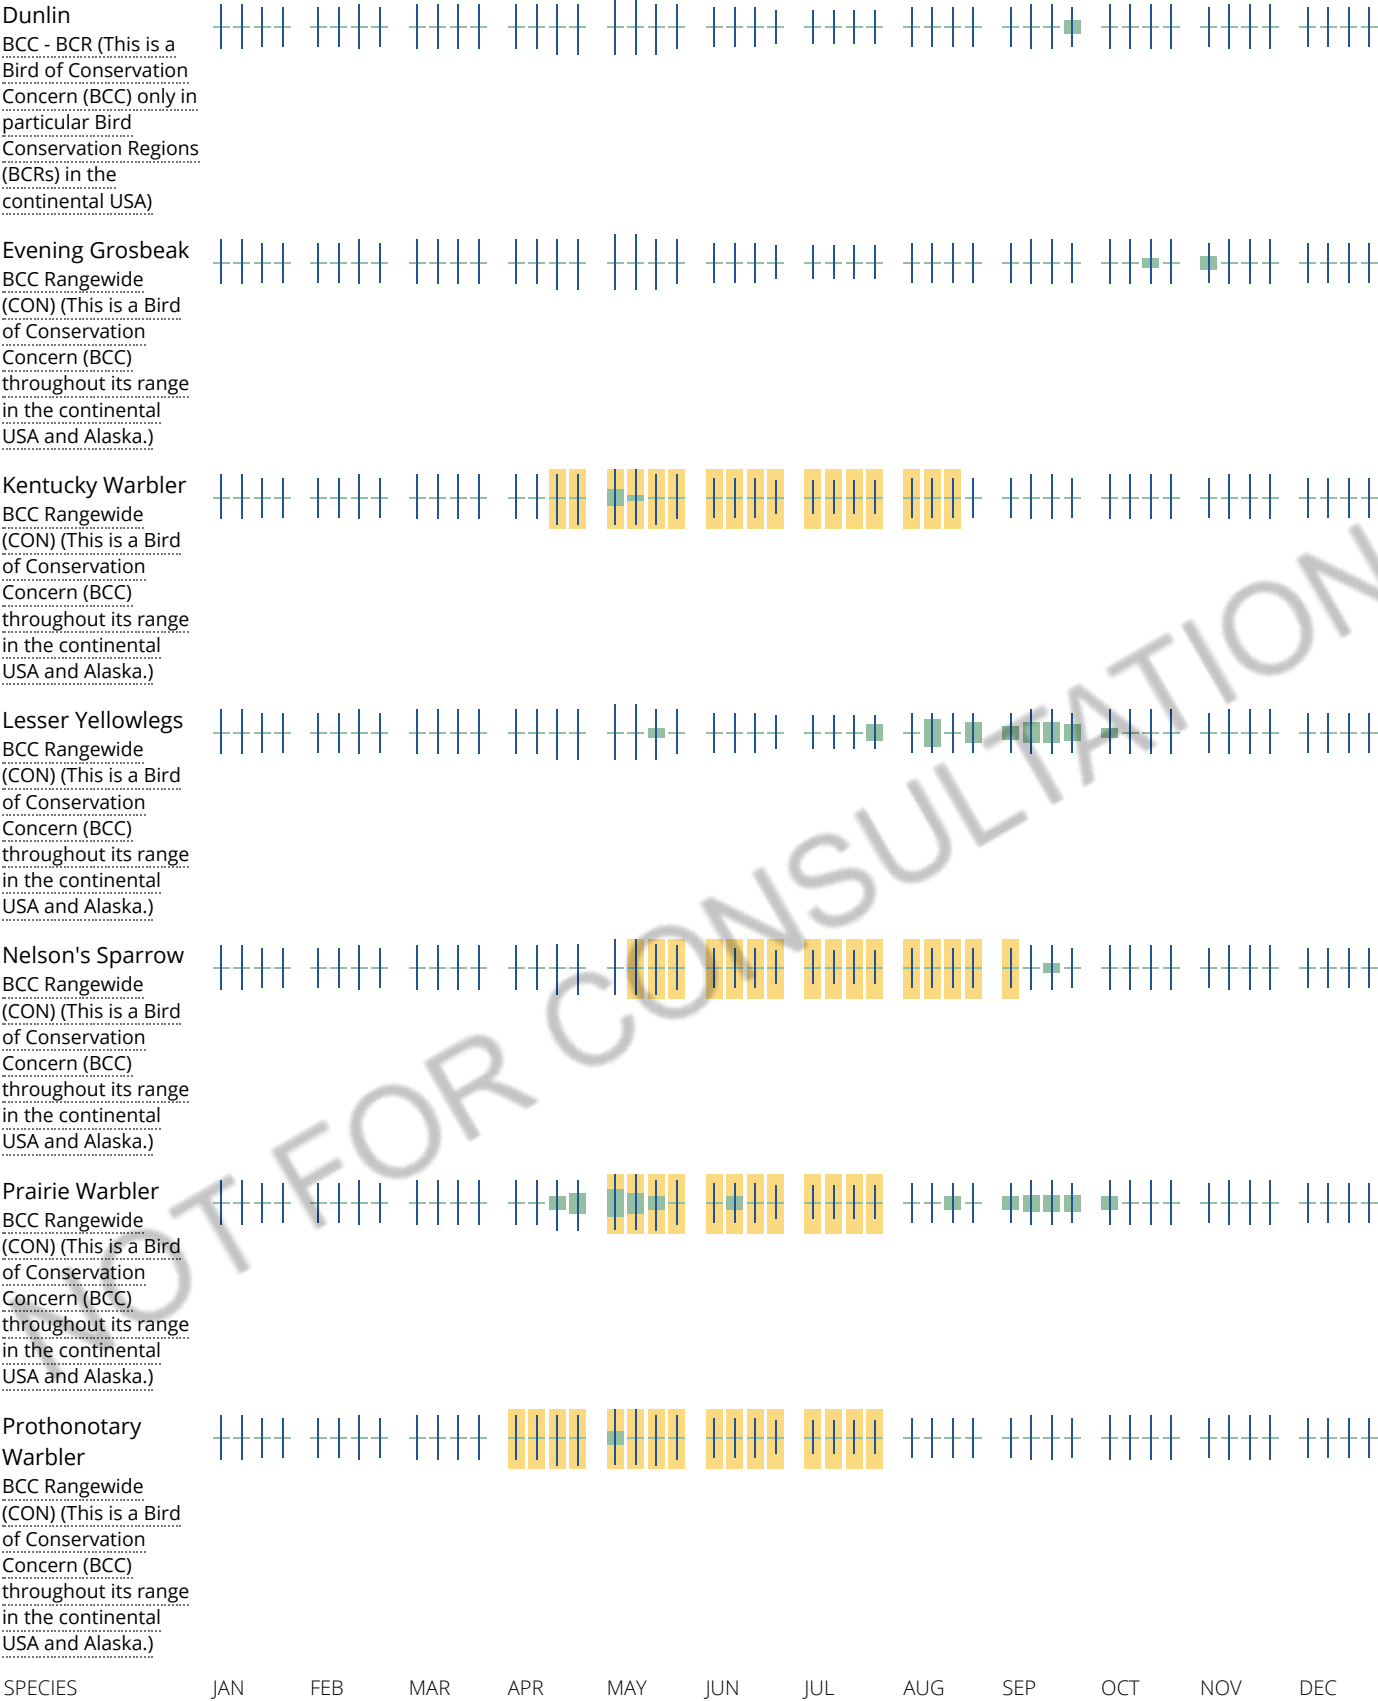 Dunlin
BCC - BCR (This is a
Bird of Conservation
Concern (BCC) only in
particular Bird
Conservation Regions
(BCRs) in the
continental USA)
Evening Grosbeak
BCC Rangewide
(CON) (This is a Bird
of Conservation
Concern (BCC)
throughout its range
in the continental
USA and Alaska.)
Kentucky Warbler
BCC Rangewide
(CON) (This is a Bird
of Conservation
Concern (BCC)
throughout its range
in the continental
USA and Alaska.)
Lesser Yellowlegs
BCC Rangewide
(CON) (This is a Bird
of Conservation
Concern (BCC)
throughout its range
in the continental
USA and Alaska.)
Nelson's Sparrow
BCC Rangewide
(CON) (This is a Bird
of Conservation
Concern (BCC)
throughout its range
in the continental
USA and Alaska.)
Prairie Warbler
BCC Rangewide
(CON) (This is a Bird
of Conservation
Concern (BCC)
throughout its range
in the continental
USA and Alaska.)
Prothonotary
Warbler
BCC Rangewide
(CON) (This is a Bird
of Conservation
Concern (BCC)
throughout its range
in the continental
USA and Alaska.)
SPECIES JAN FEB MAR APR MAY JUN JUL AUG SEP OCT NOV DEC
NOT FOR CONSULTATION